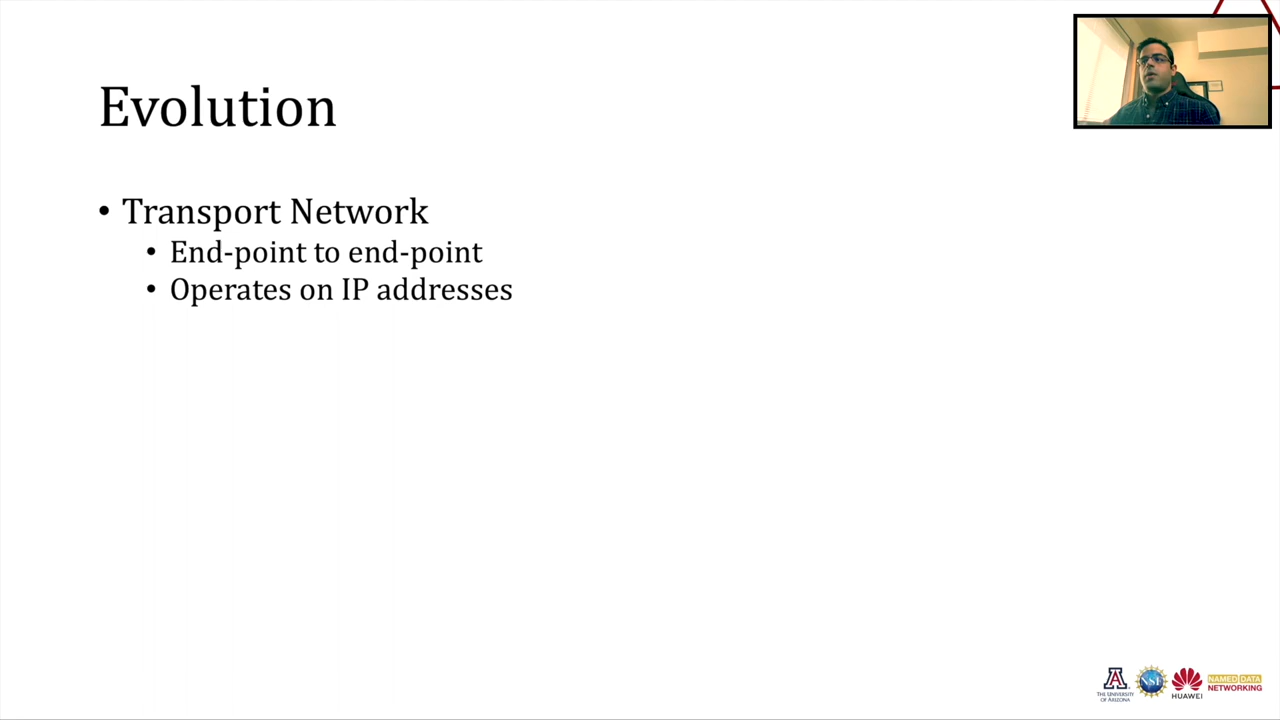 Evolution
• Transport Network
• End-point to end-point
• Operates on IP addresses
THE UNIVERSITY
OF ARIZONA
NSF
HUAWEI
NAMED DATA
NETWORKING